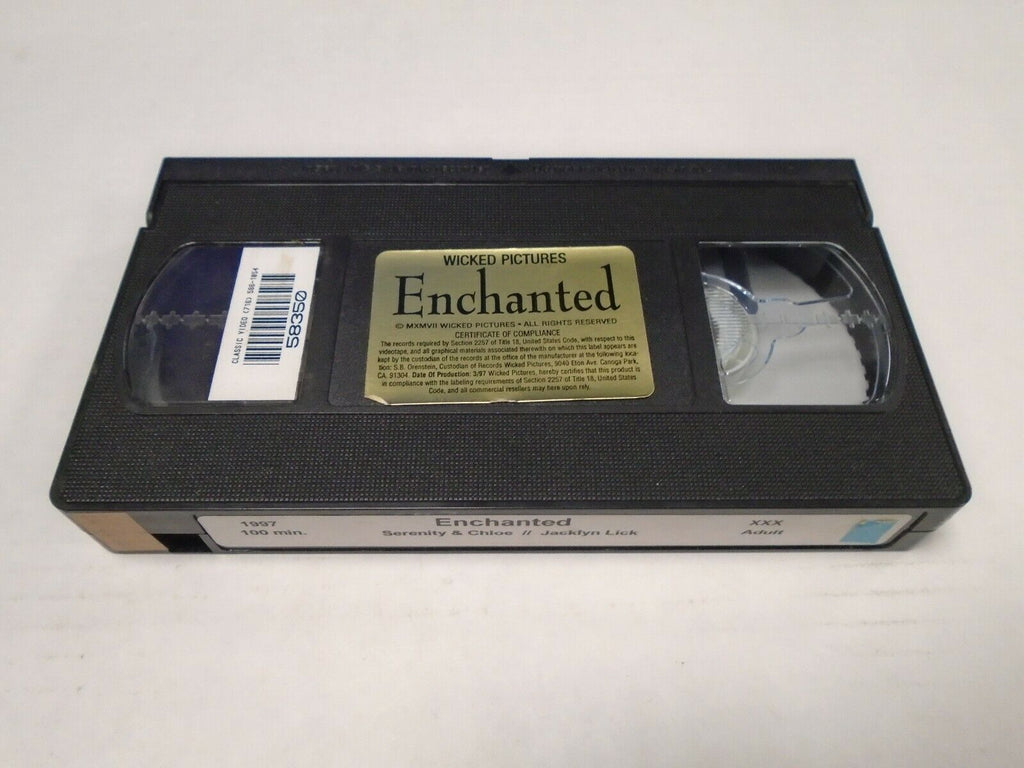 CLASSIC VIDEO (718)
58350
WICKED PICTURES
Enchanted
© MXMVII WICKED PICTURES • ALL RIGHTS RESERVED
CERTIFICATE OF COMPLIANCE
The records required by Section 2257 of Title 18, United States Code, with respect to this
videotape, and all graphical materials associated therewith on which this label appears are
kept by the custodian of the records at the office of the manufacturer at the following loca-
tion: S.B. Orenstein, Custodian of Records Wicked Pictures, 9040 Eton Ave. Canoga Park,
CA. 91304. Date Of Production: 3/97 Wicked Pictures, hereby certifies that this product is
in compliance with the labeling requirements of Section 2257 of Title 18, United States
Code, and all commercial resellers may here upon rely.
1997 Enchanted XXX
100 min. Serenity & Chloe // Jacklyn Lick Adult